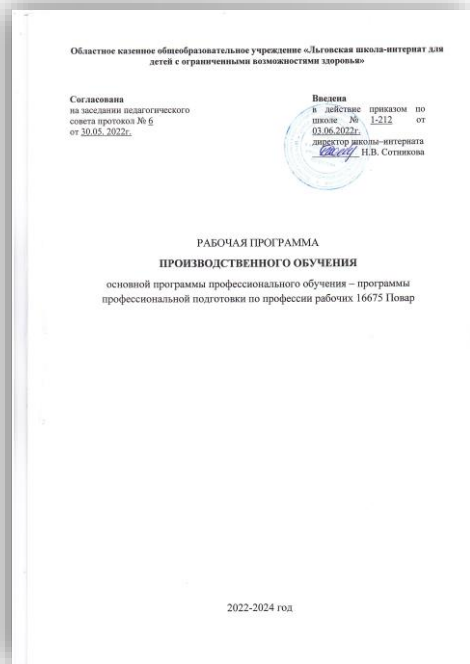 Областное казенное общеобразовательное учреждение «Льговская школа-интернат для
детей с ограниченными возможностями здоровья»
Согласована
на заседании педагогического
совета протокол № 6
от 30.05. 2022г.
Введена
в действие приказом по
школе № 1-212 от
03.06.2022г.
директор школы-интерната
Н.В. Сотникова
РАБОЧАЯ ПРОГРАММА
ПРОИЗВОДСТВЕННОГО ОБУЧЕНИЯ
основной программы профессионального обучения – программы
профессиональной подготовки по профессии рабочих 16675 Повар
2022-2024 год